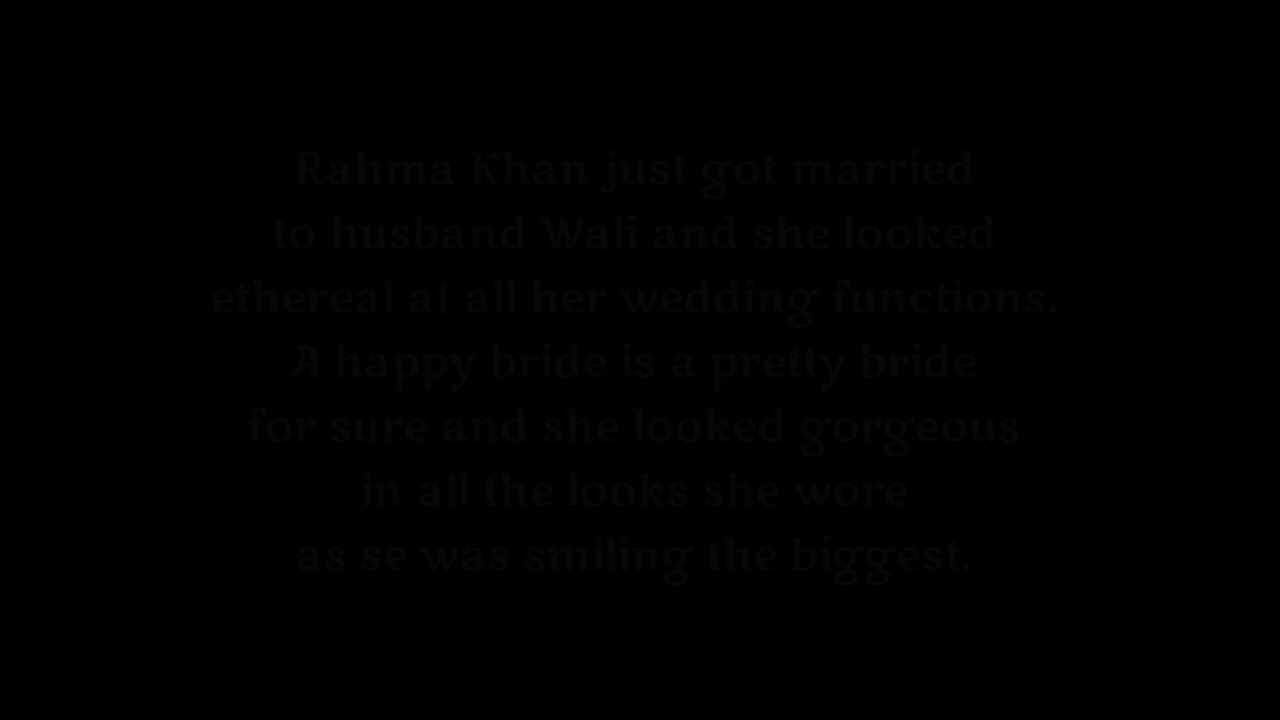 Rahma Khan just got married
to husband Wali and she looked
ethereal at all her wedding functions.
A happy bride is a pretty bride
for sure and she looked gorgeous
in all the looks she wore
as se was smiling the biggest.